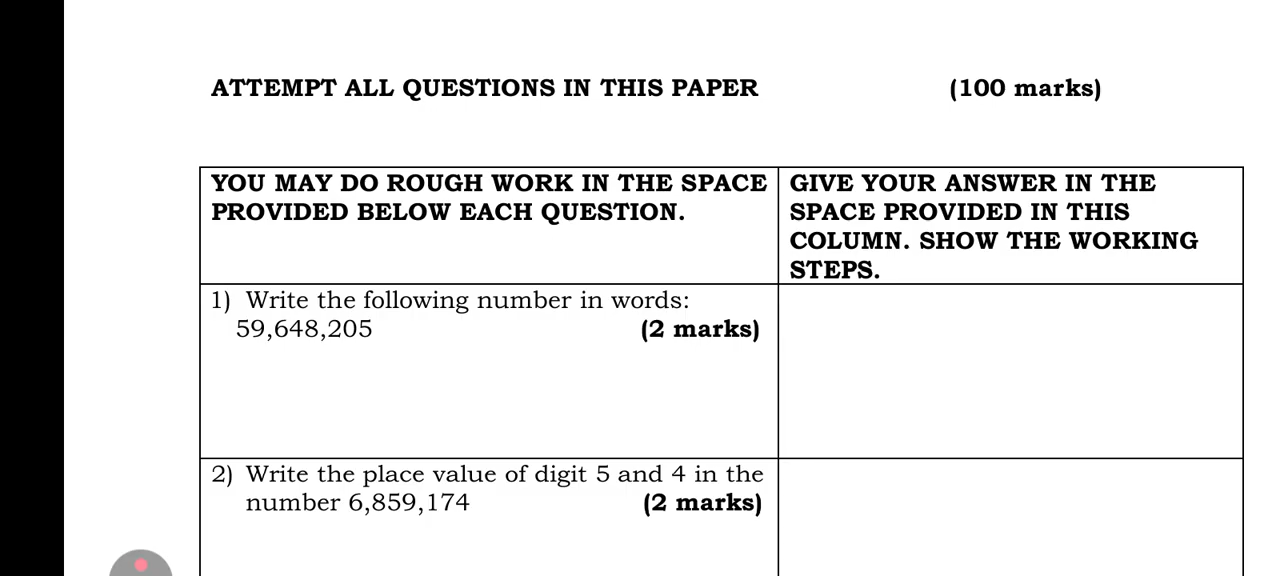 ATTEMPT ALL QUESTIONS IN THIS PAPER (100 marks)
YOU MAY DO ROUGH WORK IN THE SPACE
PROVIDED BELOW EACH QUESTION.
GIVE YOUR ANSWER IN THE
SPACE PROVIDED IN THIS
COLUMN. SHOW THE WORKING
STEPS.
1) Write the following number in words:
59,648,205 (2 marks)
2) Write the place value of digit 5 and 4 in the
number 6,859,174 (2 marks)